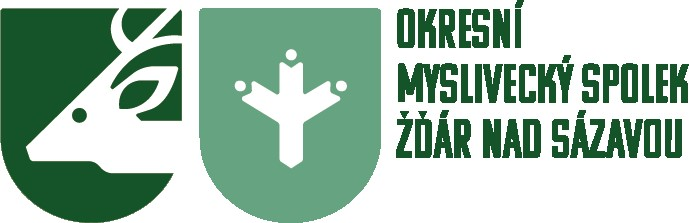 OKRESNÍ
MYSLIVECKÝ SPOLEK
ŽĎÁR NAD SÁZAVOU